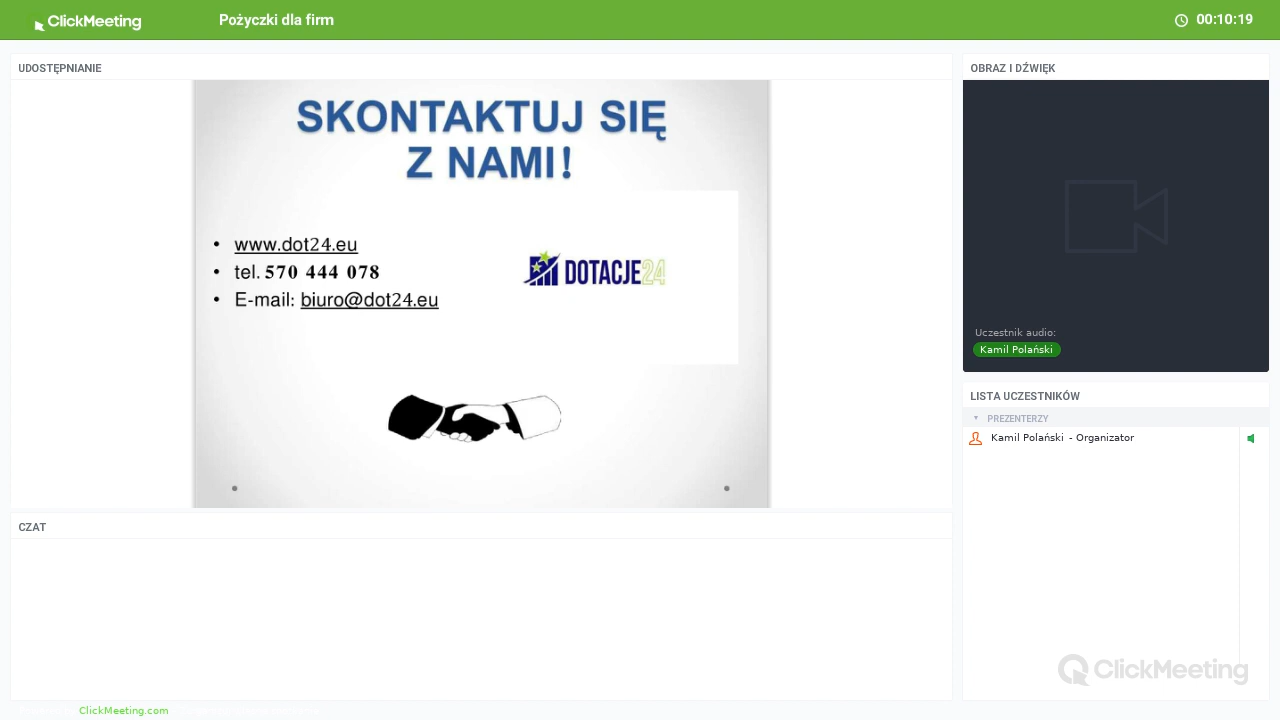 ClickMeeting
Pożyczki dla firm
00:10:19
UDOSTĘPNIANIE
SKONTAKTUJ SIĘ
Z NAMI!
• www.dot24.eu
• tel. 570 444 078
• E-mail: biuro@dot24.eu
DOTACJE24
CZAT
OBRAZ I DŹWIĘK
Uczestnik audio:
Kamil Polański
LISTA UCZESTNIKÓW
PREZENTERZY
Kamil Polański - Organizator
ClickMeeting
ClickMeeting.com